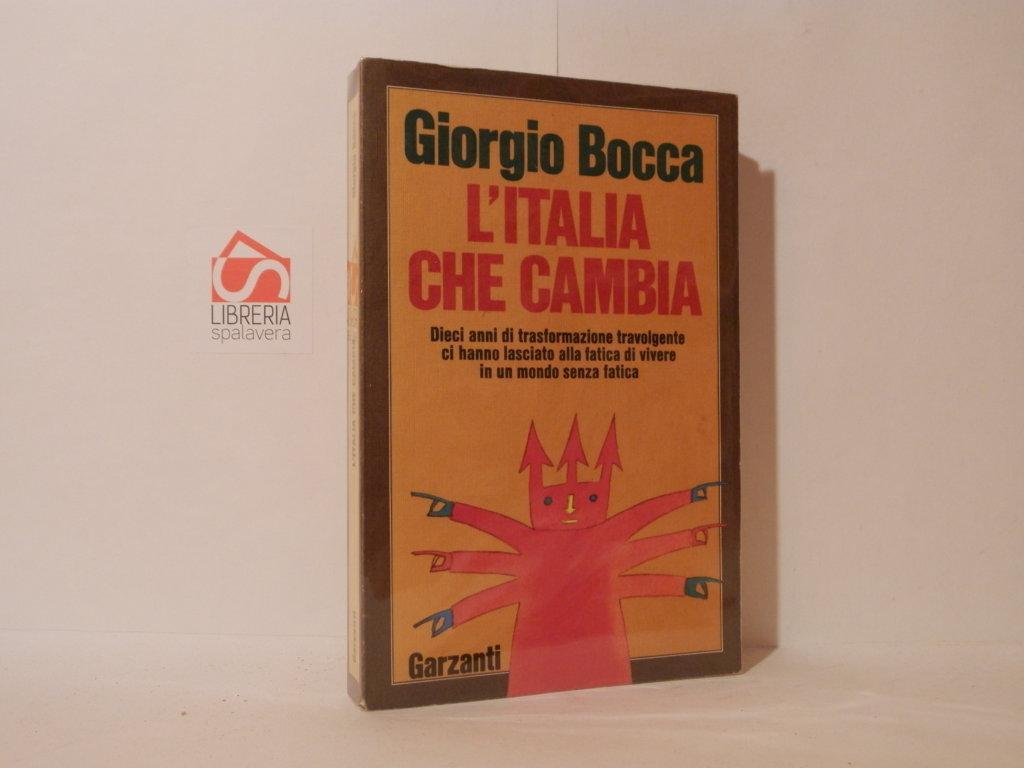 Giorgio Bocca
L'ITALIA
CHE CAMBIA
Dieci anni di trasformazione travolgente
ci hanno lasciato alla fatica di vivere
in un mondo senza fatica
Garzanti
LIBRERIA
spalavera